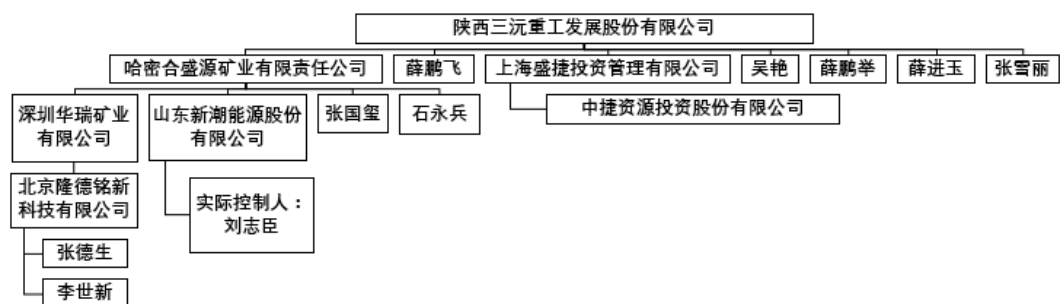 陕西三沅重工发展股份有限公司
哈密合盛源矿业有限责任公司
薛鹏飞
上海盛捷投资管理有限公司
吴艳
薛鹏举
薛进玉
张雪丽
深圳华瑞矿业
有限公司
山东新潮能源股份
有限公司
张国玺
石永兵
中捷资源投资股份有限公司
北京隆德铭新
科技有限公司
实际控制人：
刘志臣
张德生
李世新